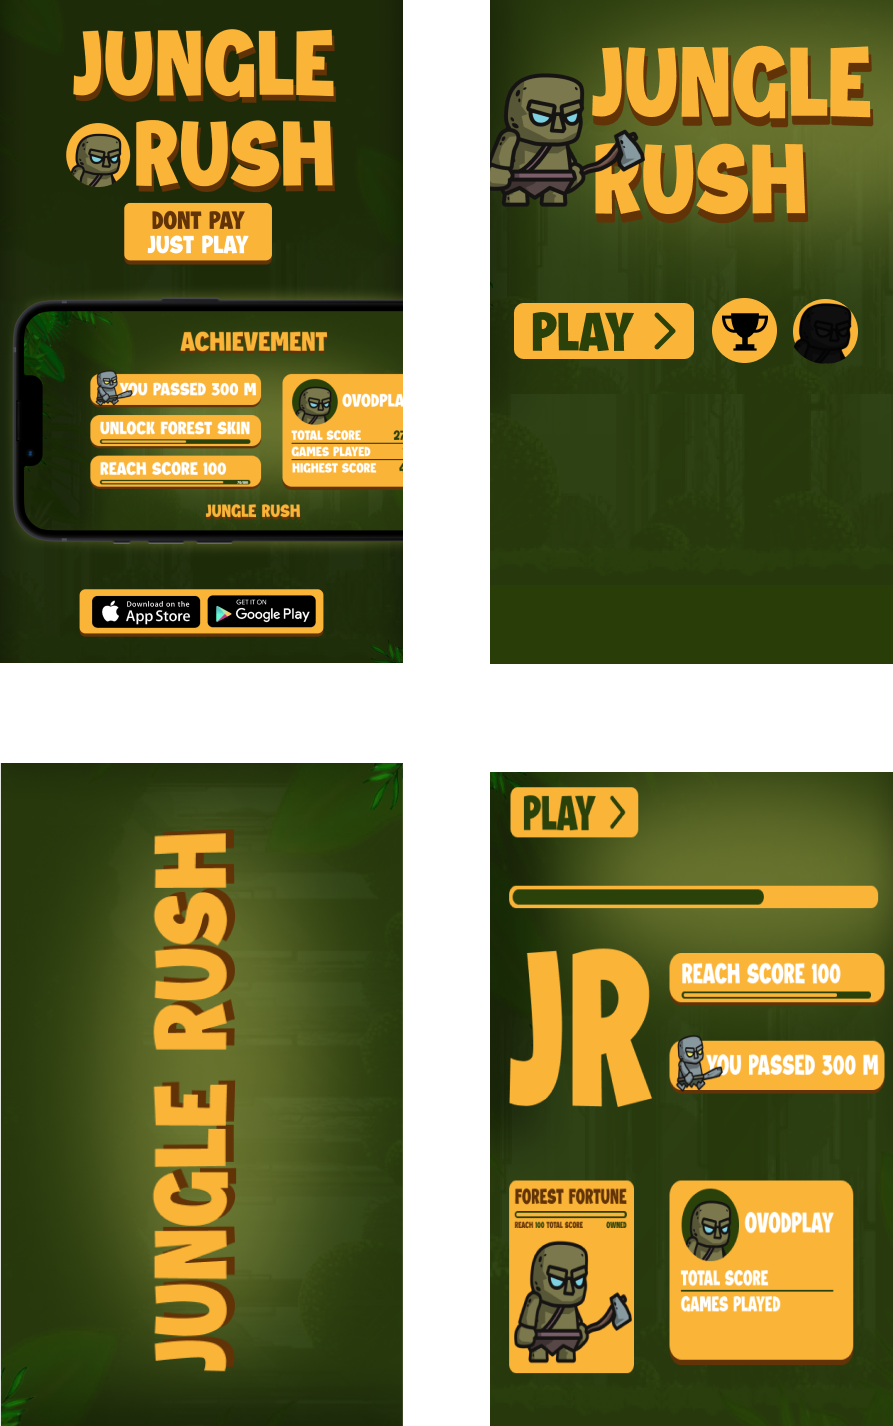 JUNGLE
RUSH
DONT PAY
JUST PLAY
ACHIEVEMENT
YOU PASSED 300 M
UNLOCK FOREST SKIN
REACH SCORE 100
OVODPLA
TOTAL SCORE
GAMES PLAYED
HIGHEST SCORE
JUNGLE RUSH
Download on the
App Store
GET IT ON
Google Play
JUNGLE
RUSH
PLAY
JUNGLE RUSH
PLAY
JR
REACH SCORE 100
YOU PASSED 300 M
FOREST FORTUNE
REACH 100 TOTAL SCORE OWNED
OVODPLAY
TOTAL SCORE
GAMES PLAYED